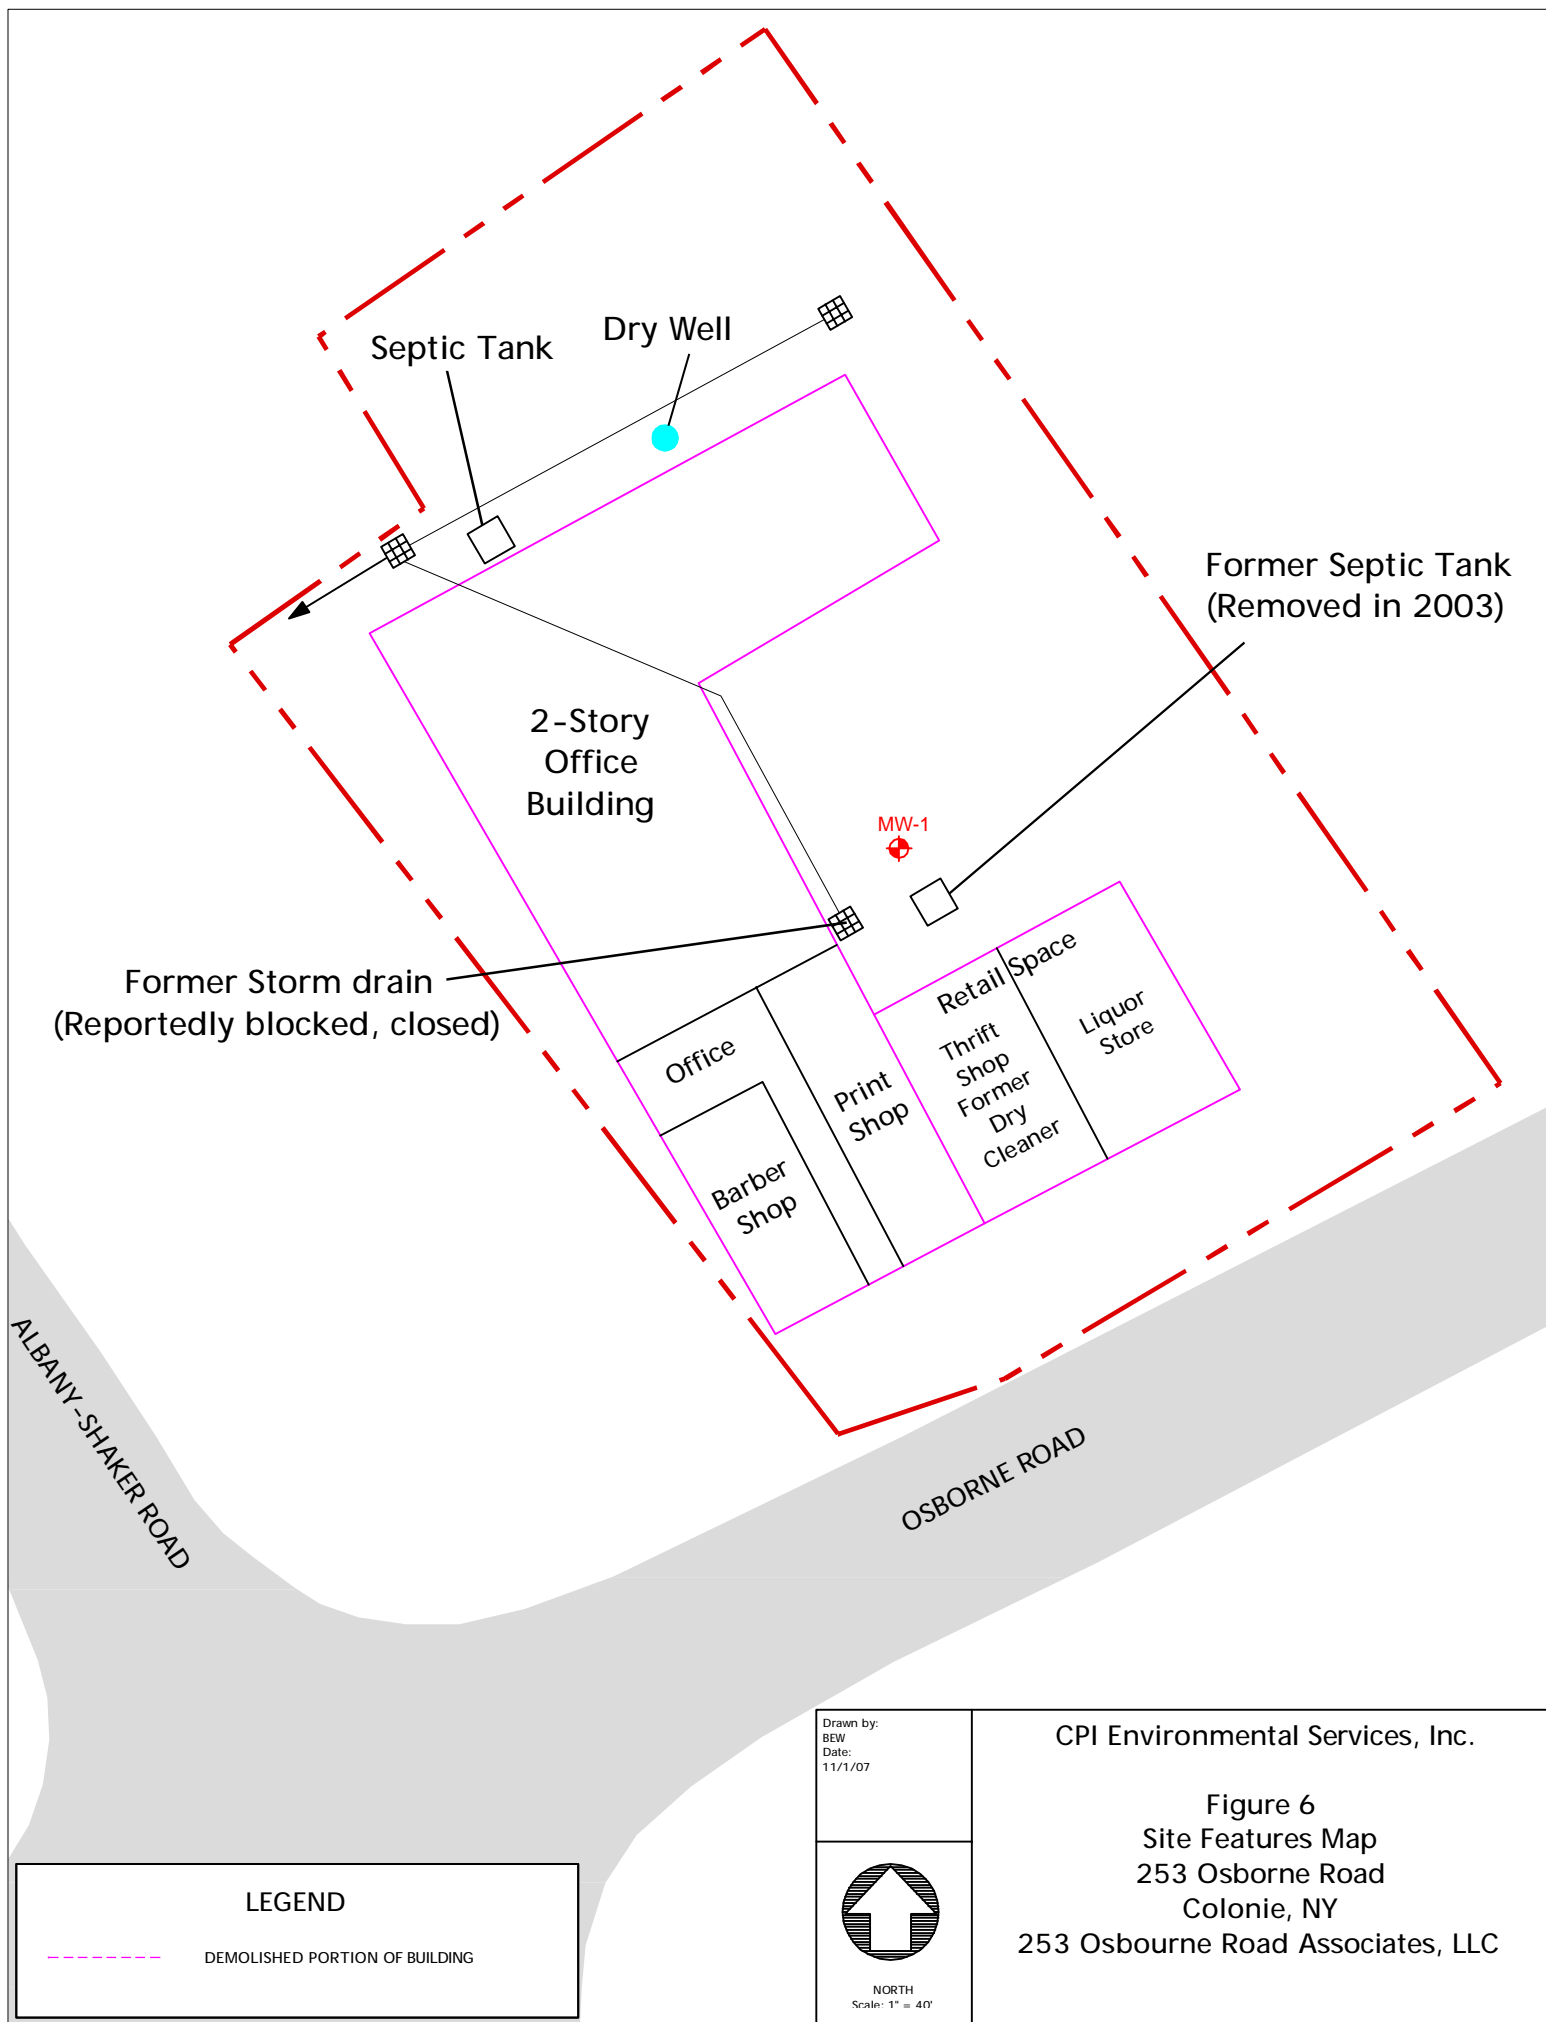 Septic Tank
Dry Well
Former Septic Tank
(Removed in 2003)
2-Story
Office
Building
MW-1
Former Storm drain
(Reportedly blocked, closed)
Retail Space
Office
Print
Shop
Thrift
Shop
Former
Dry
Cleaner
Liquor
Store
Barber
Shop
ALBANY-SHAKER ROAD
OSBORNE ROAD
LEGEND
DEMOLISHED PORTION OF BUILDING
Drawn by:
BEW
Date:
11/1/07
NORTH
Scale: 1" = 40'
CPI Environmental Services, Inc.
Figure 6
Site Features Map
253 Osborne Road
Colonie, NY
253 Osbourne Road Associates, LLC